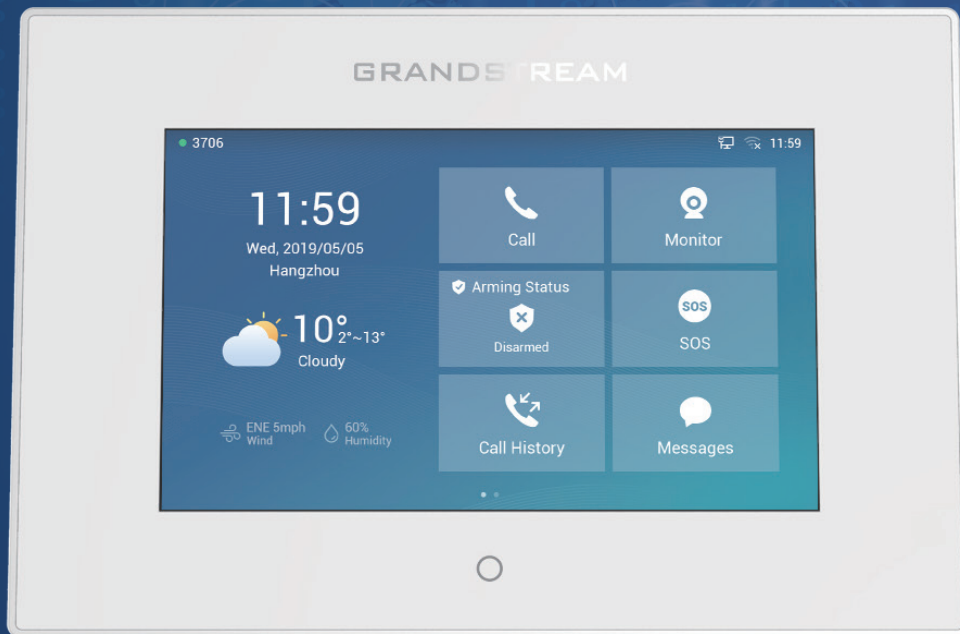 GRANDSTREAM
3706
11:59
11:59
Wed, 2019/05/05
Hangzhou
10°
2°~13°
Cloudy
ENE 5mph
Wind
60%
Humidity
Call
Monitor
Arming Status
Disarmed
SOS
SOS
Call History
Messages